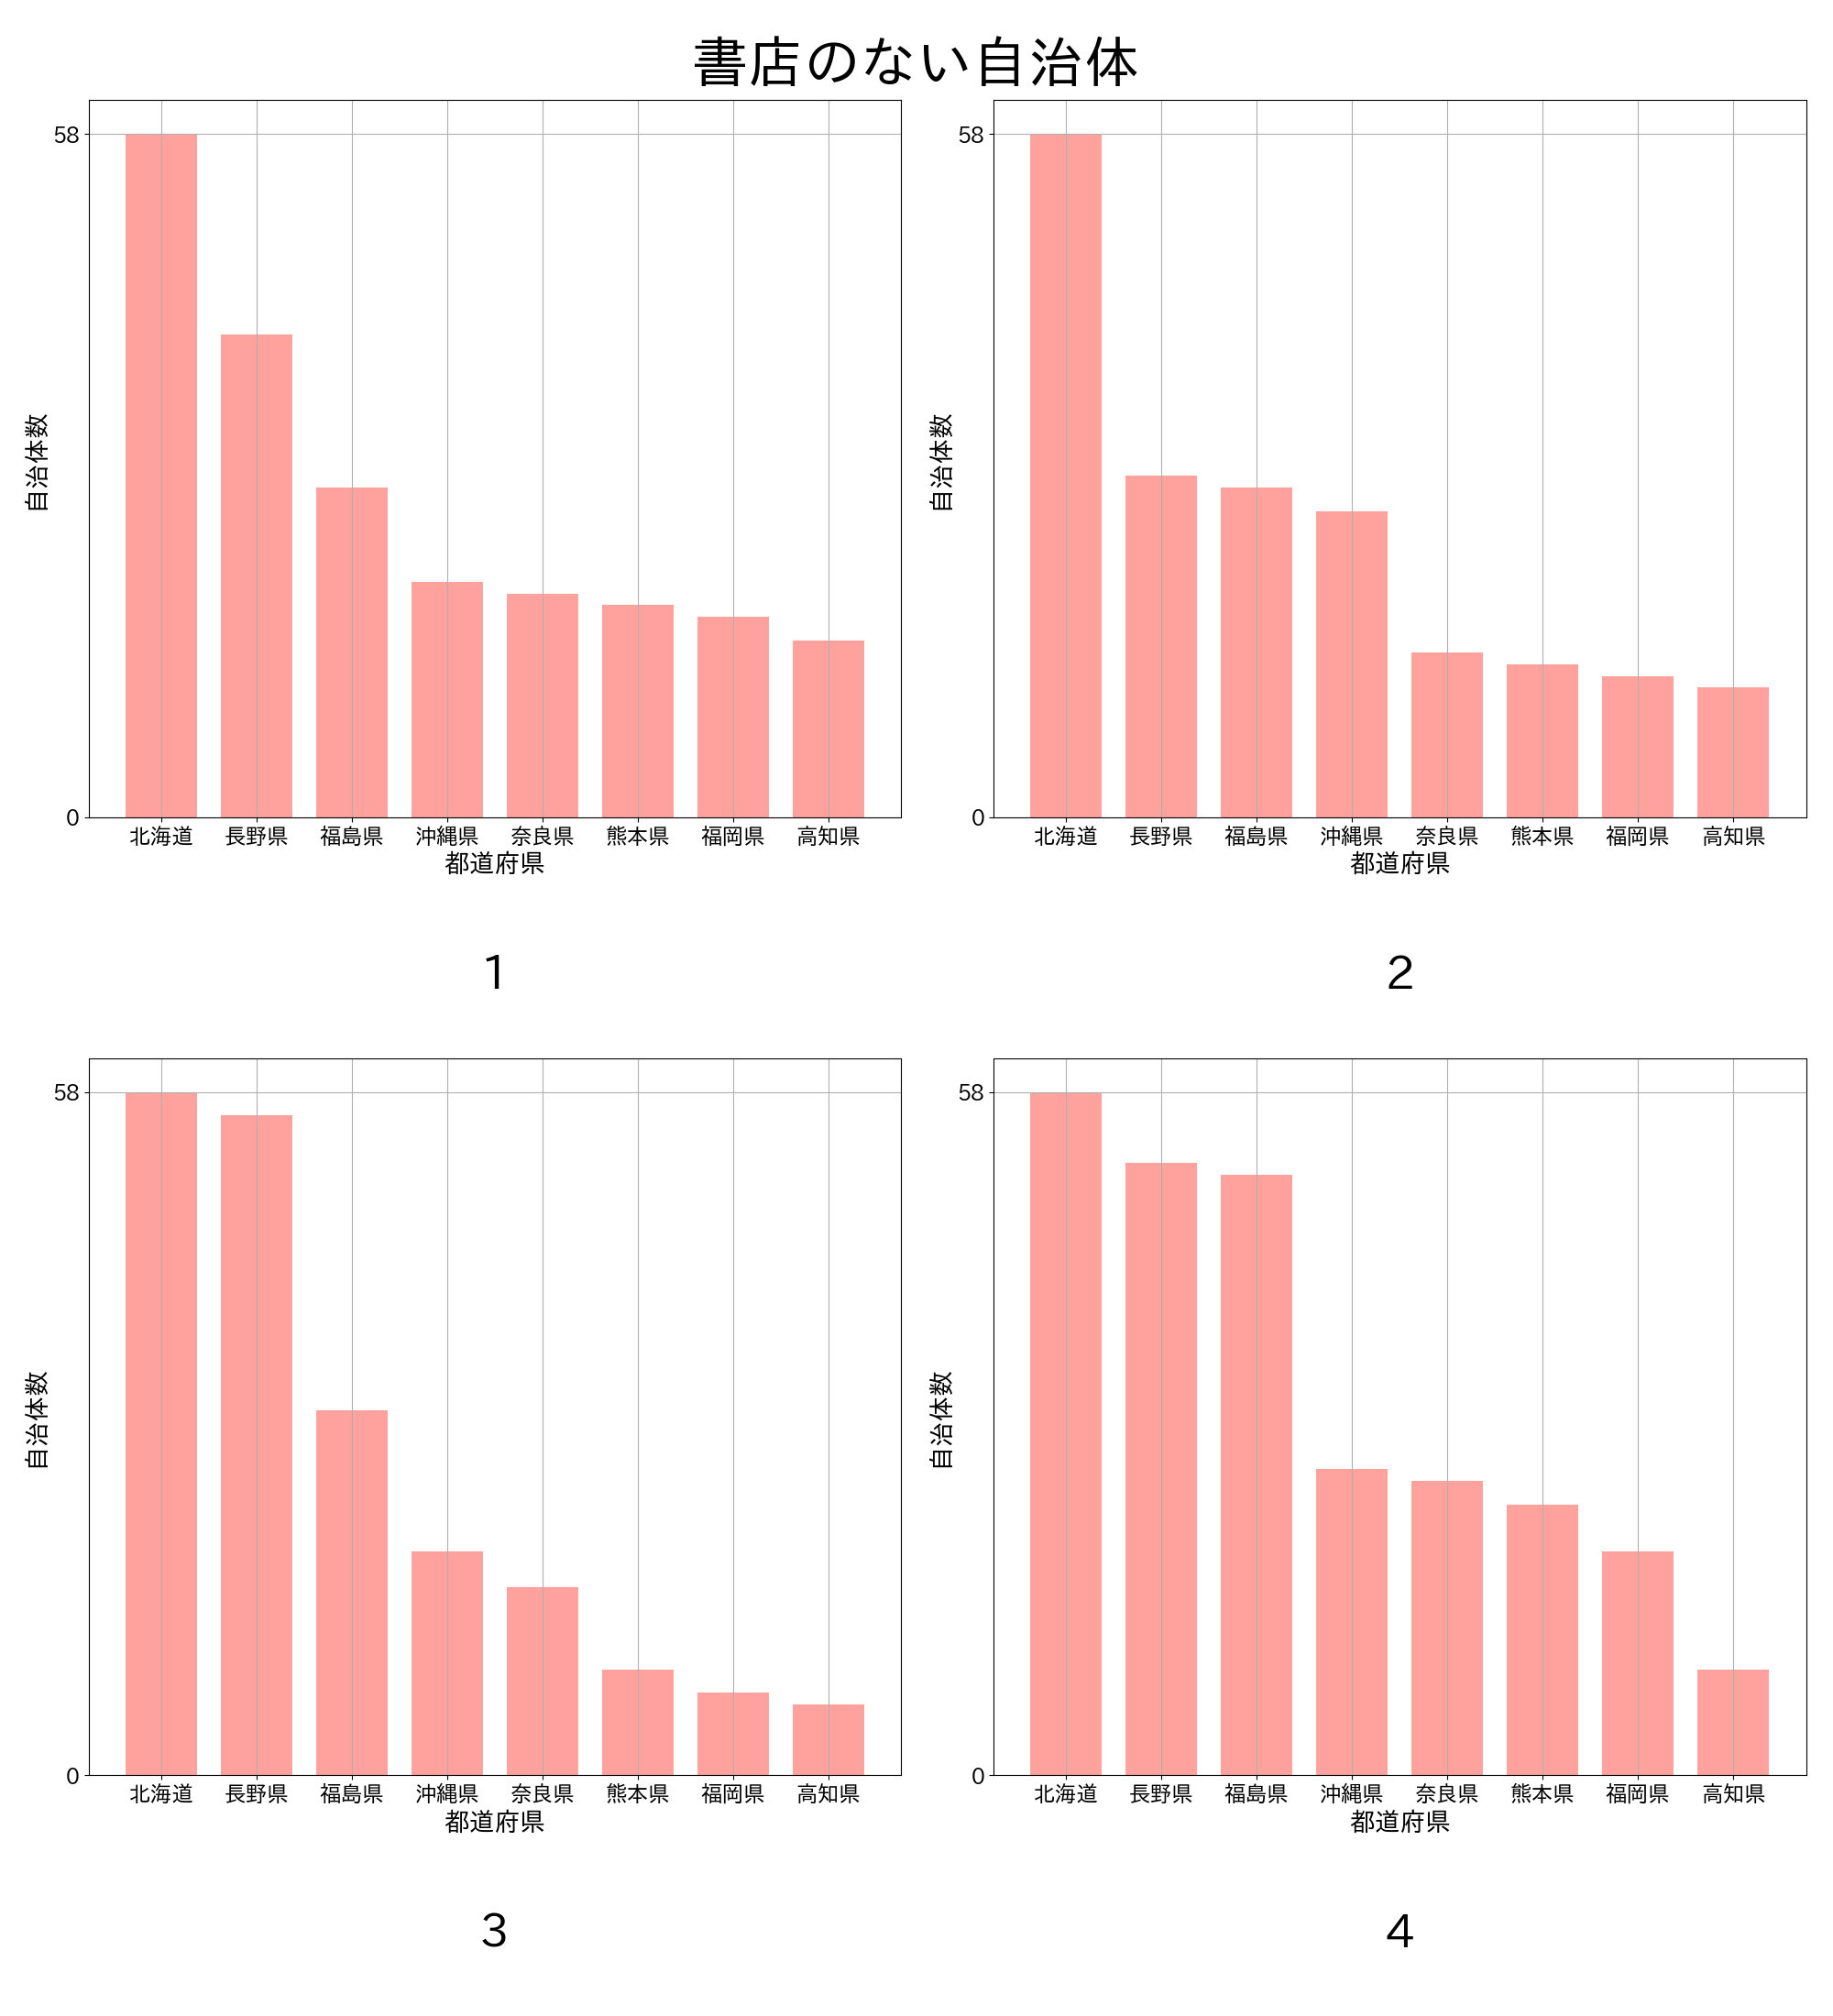 書店のない自治体
58
0
自治体数
北海道 長野県 福島県 沖縄県 奈良県 熊本県 福岡県 高知県
都道府県
1
58
0
自治体数
北海道 長野県 福島県 沖縄県 奈良県 熊本県 福岡県 高知県
都道府県
2
58
0
自治体数
北海道 長野県 福島県 沖縄県 奈良県 熊本県 福岡県 高知県
都道府県
3
58
0
自治体数
北海道 長野県 福島県 沖縄県 奈良県 熊本県 福岡県 高知県
都道府県
4